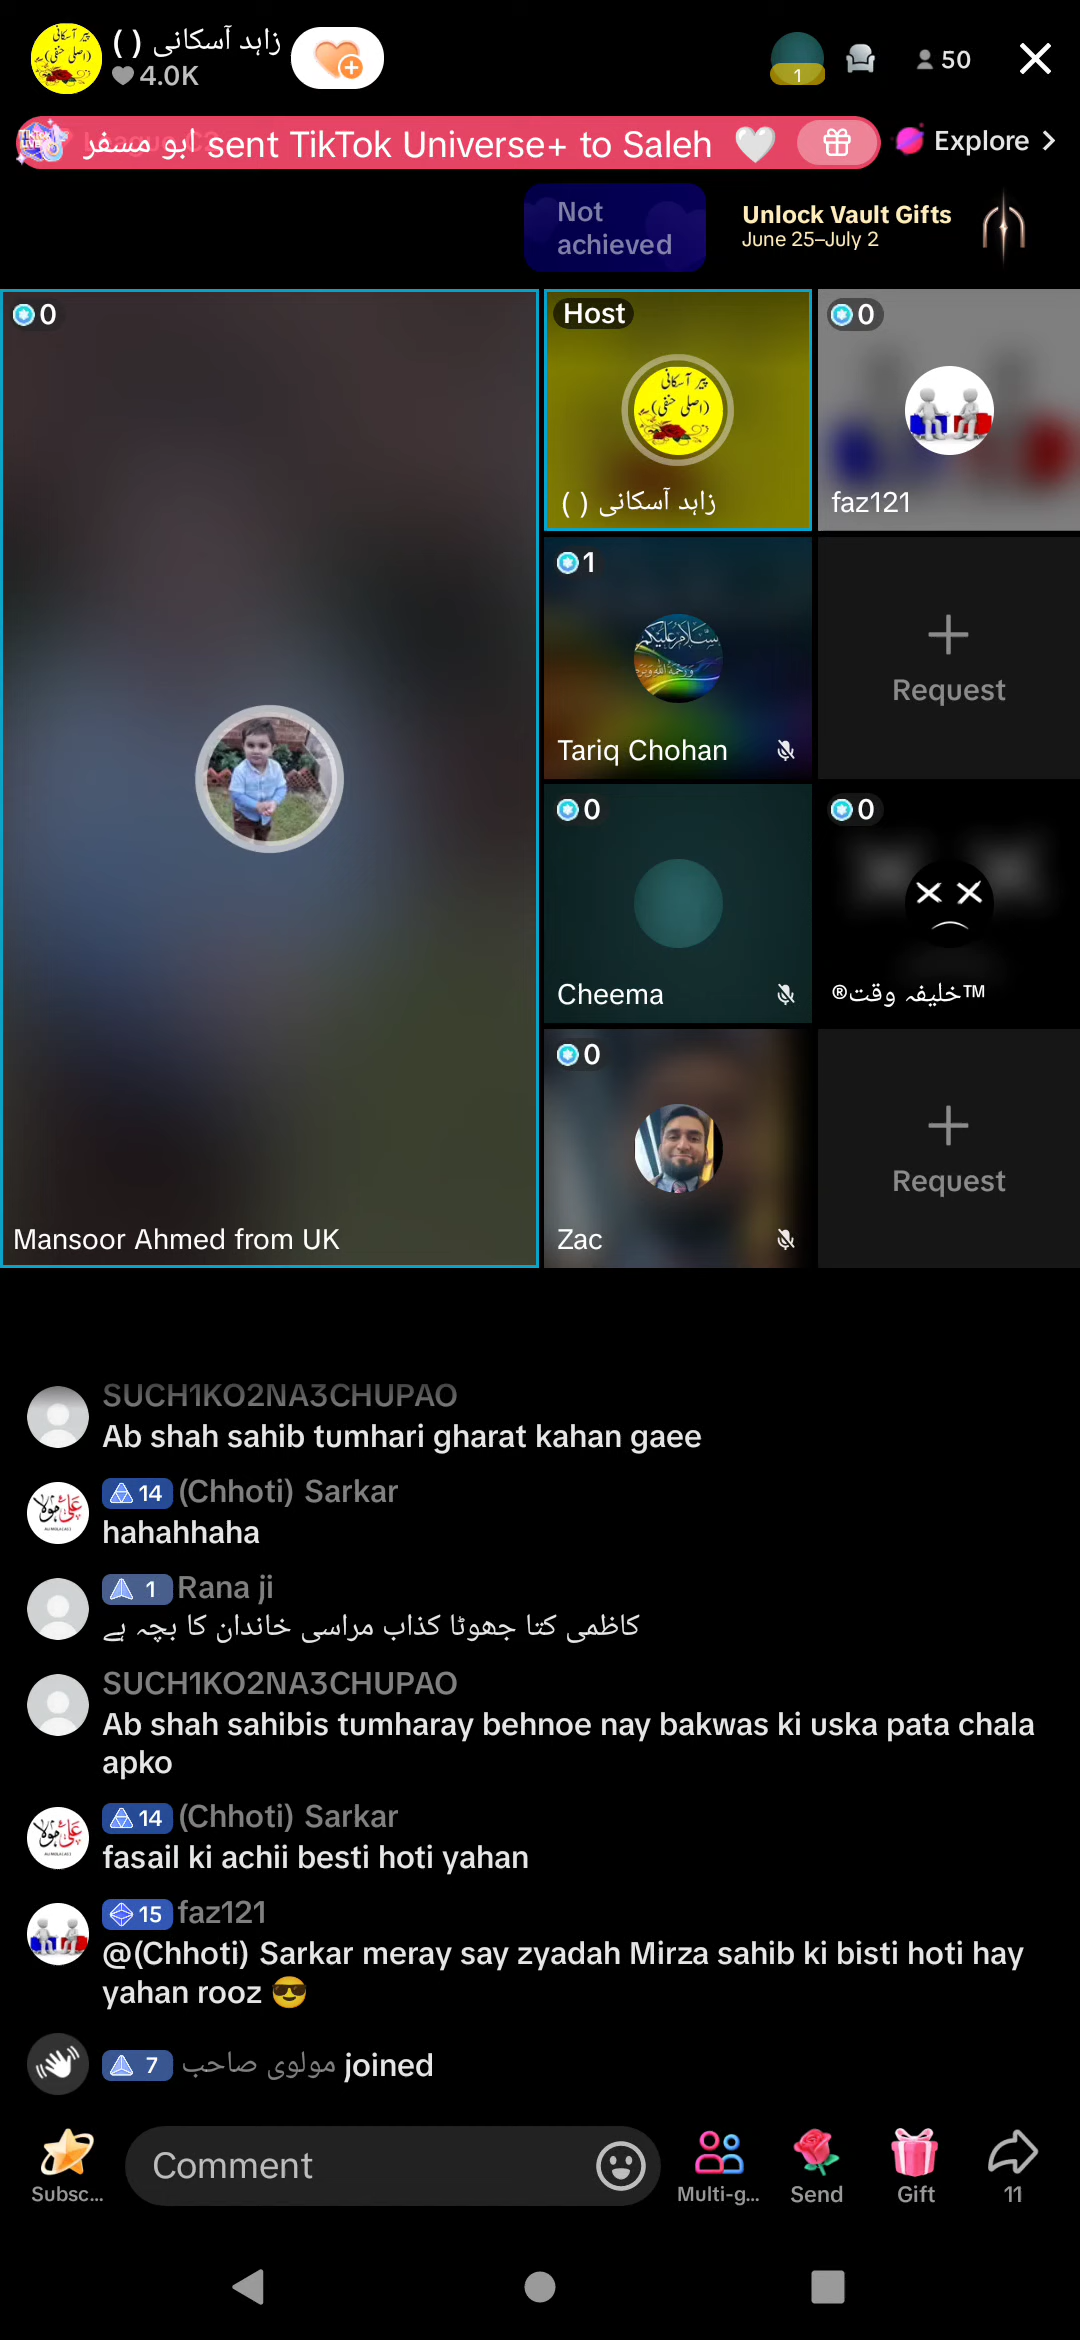 زاہد آسکانی ( )
4.0K
1
50
ابو مسفر sent TikTok Universe+ to Saleh 🤍
Explore >
Not
achieved
Unlock Vault Gifts
June 25–July 2
0
Mansoor Ahmed from UK
Host
پیر آسکانی
(اصلی حنفی)
زاہد آسکانی ( )
0
faz121
1
Tariq Chohan
Request
0
Cheema
0
®خلیفہ وقت™
0
Zac
Request
SUCH1KO2NA3CHUPAO
Ab shah sahib tumhari gharat kahan gaee
14 (Chhoti) Sarkar
hahahhaha
1 Rana ji
کاظمی کتا جھوٹا کذاب مراسی خاندان کا بچہ ہے
SUCH1KO2NA3CHUPAO
Ab shah sahibis tumharay behnoe nay bakwas ki uska pata chala
apko
14 (Chhoti) Sarkar
fasail ki achii besti hoti yahan
15 faz121
@(Chhoti) Sarkar meray say zyadah Mirza sahib ki bisti hoti hay
yahan rooz 😎
7 مولوی صاحب joined
Subsc...
Comment
Multi-g...
Send
Gift
11